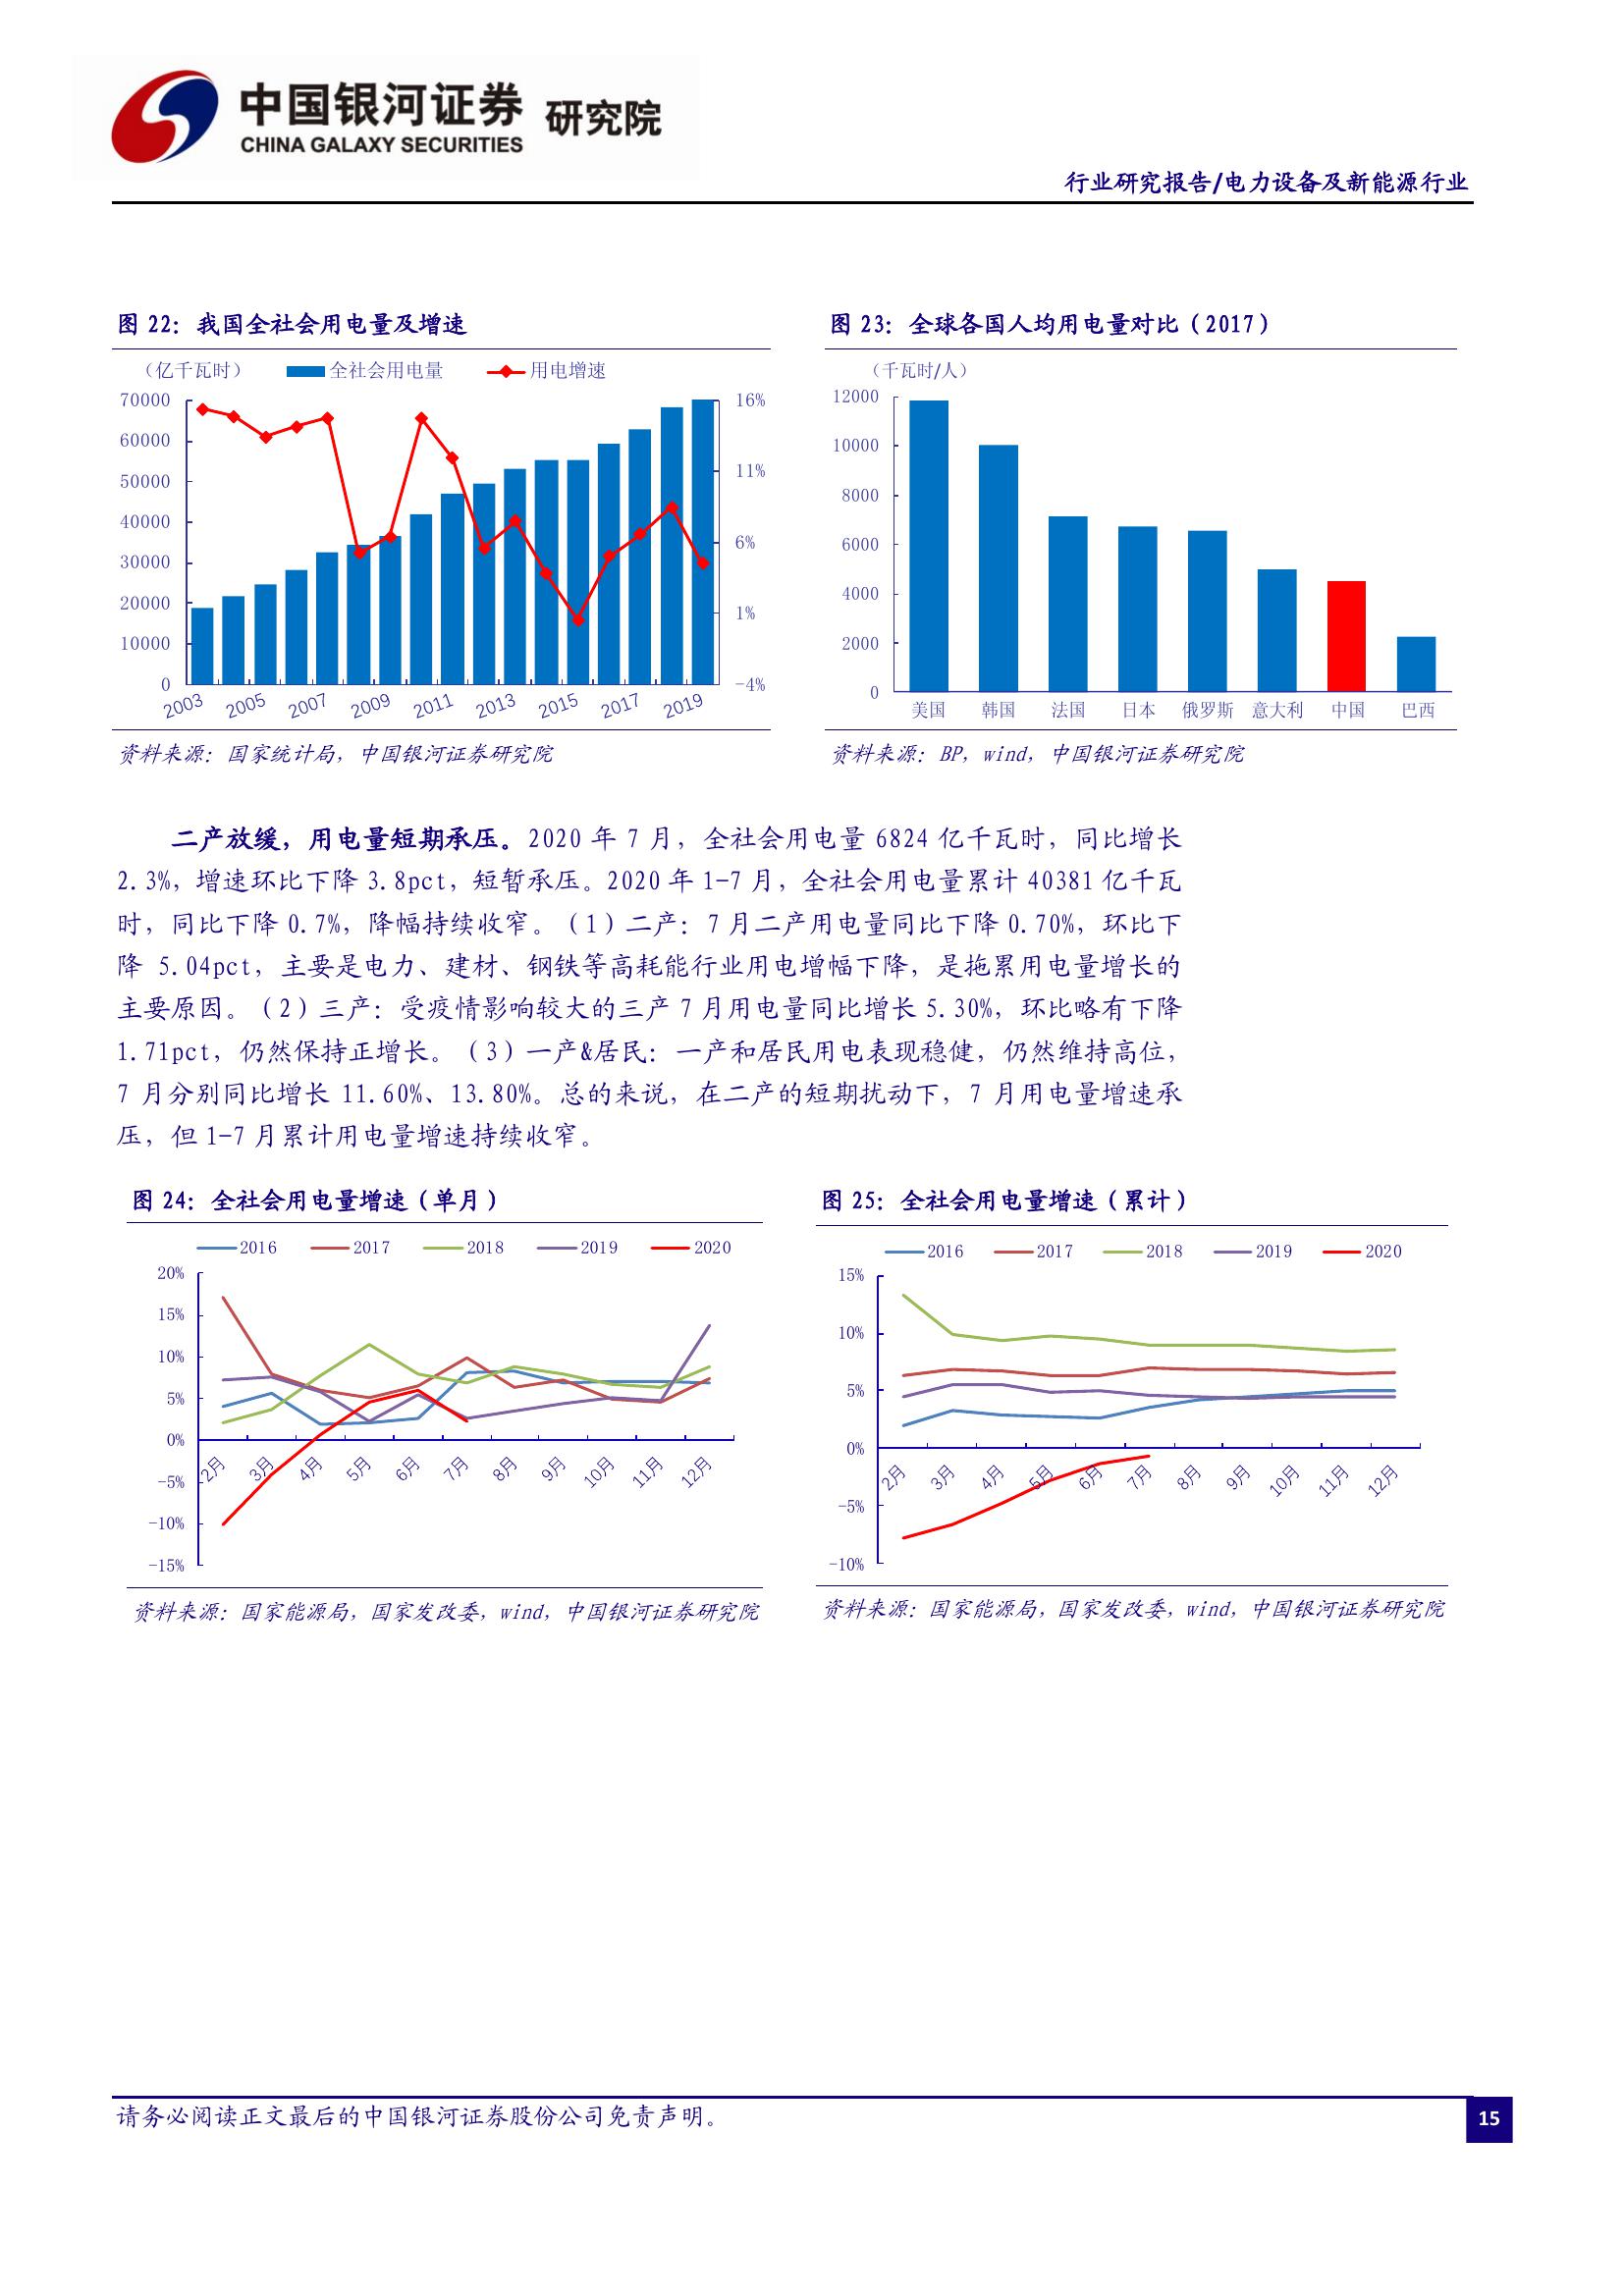 中国银河证券 研究院
CHINA GALAXY SECURITIES
行业研究报告/电力设备及新能源行业
图 22：我国全社会用电量及增速
（亿千瓦时） 全社会用电量 用电增速
70000
60000
50000
40000
30000
20000
10000
0
16%
11%
6%
1%
-4%
2003 2005 2007 2009 2011 2013 2015 2017 2019
资料来源：国家统计局，中国银河证券研究院
图 23：全球各国人均用电量对比（2017）
（千瓦时/人）
12000
10000
8000
6000
4000
2000
0
美国 韩国 法国 日本 俄罗斯 意大利 中国 巴西
资料来源：BP，wind，中国银河证券研究院
二产放缓，用电量短期承压。2020 年 7 月，全社会用电量 6824 亿千瓦时，同比增长
2.3%，增速环比下降 3.8pct，短暂承压。2020 年 1-7 月，全社会用电量累计 40381 亿千瓦
时，同比下降 0.7%，降幅持续收窄。（1）二产：7 月二产用电量同比下降 0.70%，环比下
降 5.04pct，主要是电力、建材、钢铁等高耗能行业用电增幅下降，是拖累用电量增长的
主要原因。（2）三产：受疫情影响较大的三产 7 月用电量同比增长 5.30%，环比略有下降
1.71pct，仍然保持正增长。（3）一产&居民：一产和居民用电表现稳健，仍然维持高位，
7 月分别同比增长 11.60%、13.80%。总的来说，在二产的短期扰动下，7 月用电量增速承
压，但 1-7 月累计用电量增速持续收窄。
图 24：全社会用电量增速（单月）
2016 2017 2018 2019 2020
20%
15%
10%
5%
0%
-5%
-10%
-15%
2月 3月 4月 5月 6月 7月 8月 9月 10月 11月 12月
资料来源：国家能源局，国家发改委，wind，中国银河证券研究院
图 25：全社会用电量增速（累计）
2016 2017 2018 2019 2020
15%
10%
5%
0%
-5%
-10%
2月 3月 4月 5月 6月 7月 8月 9月 10月 11月 12月
资料来源：国家能源局，国家发改委，wind，中国银河证券研究院
请务必阅读正文最后的中国银河证券股份公司免责声明。
15